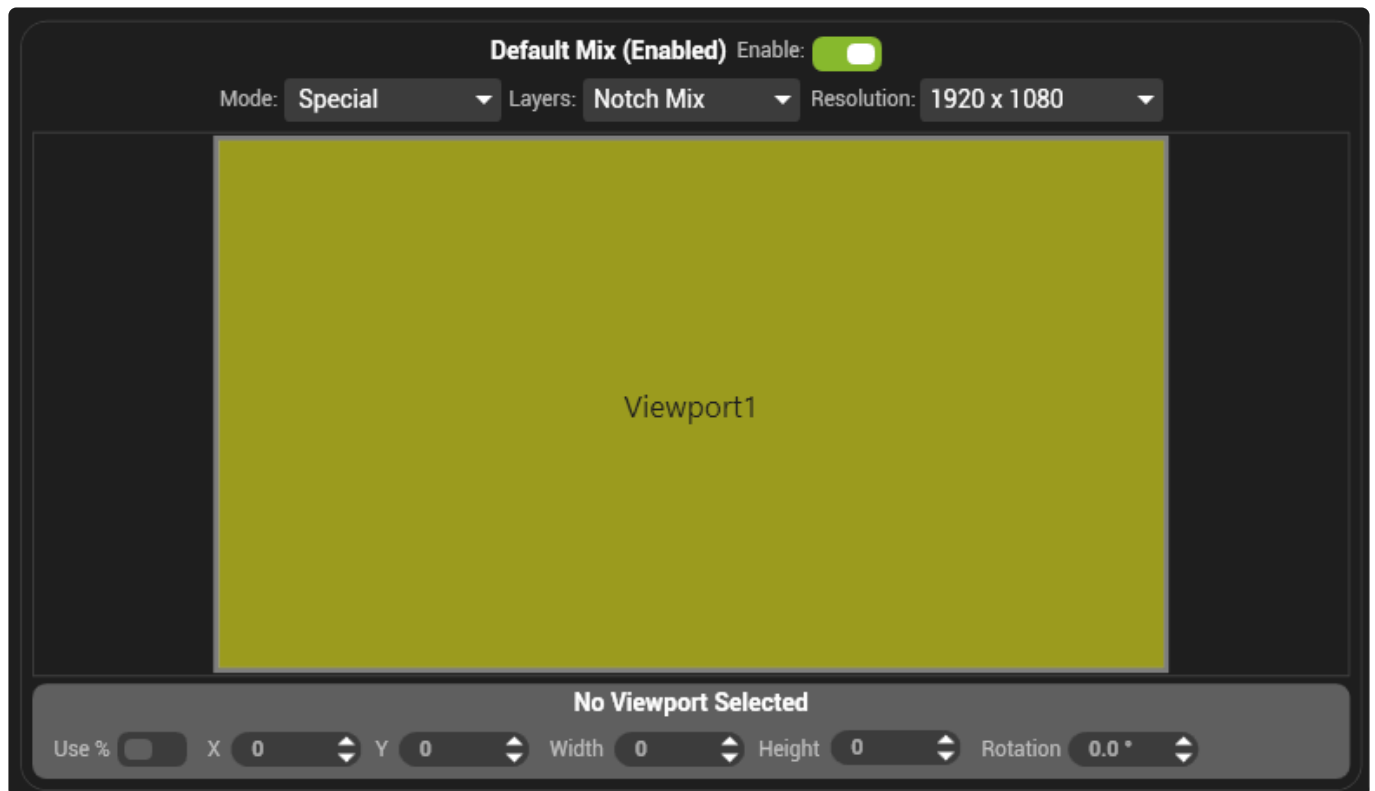 Default Mix (Enabled) Enable:
Mode: Special Layers: Notch Mix Resolution: 1920 x 1080
Viewport1
No Viewport Selected
Use % X 0 Y 0 Width 0 Height 0 Rotation 0.0 °